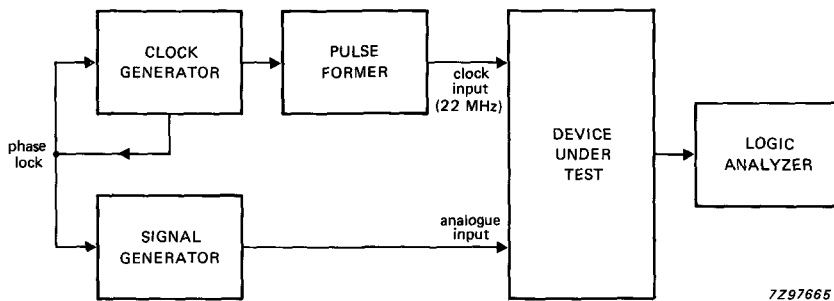 CLOCK
GENERATOR
PULSE
FORMER
clock
input
(22 MHz)
phase
lock
DEVICE
UNDER
TEST
LOGIC
ANALYZER
SIGNAL
GENERATOR
analogue
input
7Z97665